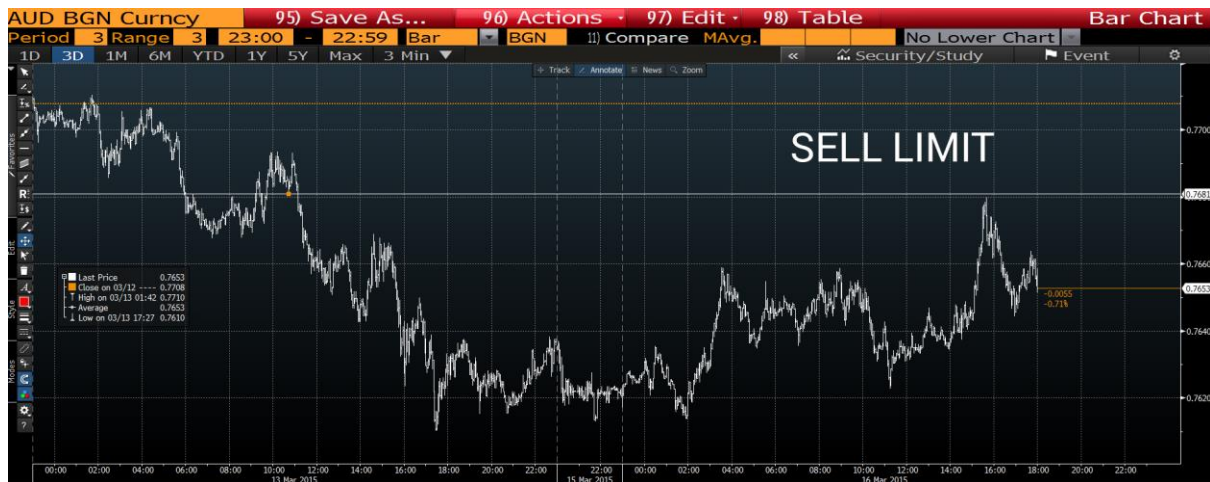 AUD BGN Curncy 95) Save As... 96) Actions 97) Edit 98) Table Bar Chart
Period 3 Range 3 23:00 - 22:59 Bar BGN 11) Compare MAvg. No Lower Chart
1D 3D 1M 6M YTD 1Y 5Y Max 3 Min ▼ « Security/Study Event
Track Annotate News Zoom
SELL LIMIT
0.7700
0.7681
0.7660
0.7653
-0.0055
-0.71%
0.7640
0.7620
Favorites
Edit
Style
Modes
Last Price 0.7653
Close on 03/12 ---- 0.7708
High on 03/13 01:42 0.7710
Average 0.7653
Low on 03/13 17:27 0.7610
00:00 02:00 04:00 06:00 08:00 10:00 12:00 14:00 16:00 18:00 20:00 22:00 22:00 00:00 02:00 04:00 06:00 08:00 10:00 12:00 14:00 16:00 18:00 20:00 22:00
13 Mar 2015 15 Mar 2015 16 Mar 2015